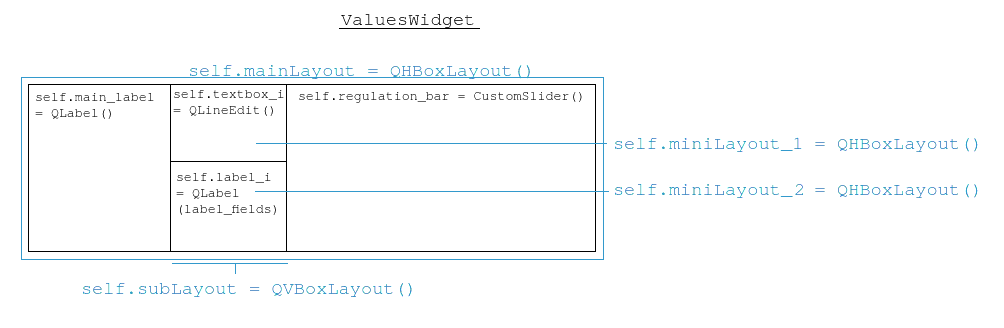 ValuesWidget
self.mainLayout = QHBoxLayout()
self.main_label
= QLabel()
self.textbox_i
= QLineEdit()
self.regulation_bar = CustomSlider()
self.miniLayout_1 = QHBoxLayout()
self.label_i
= QLabel
(label_fields)
self.miniLayout_2 = QHBoxLayout()
self.subLayout = QVBoxLayout()